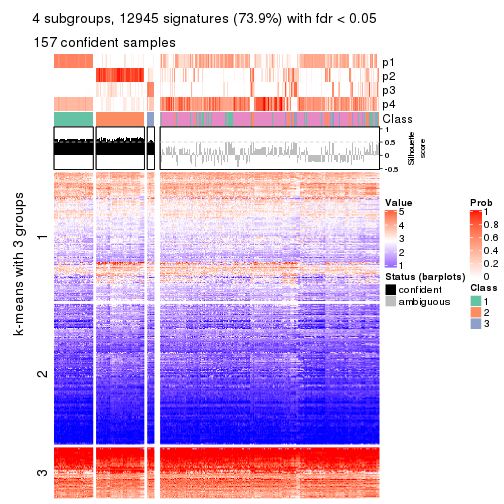 4 subgroups, 12945 signatures (73.9%) with fdr < 0.05
157 confident samples
p1
p2
p3
p4
Class
1
0.5
0
-0.5
Silhouette
score
k-means with 3 groups
1
2
3
Value
5
4
3
2
1
Status (barplots)
confident
ambiguous
Prob
1
0.8
0.6
0.4
0.2
0
Class
1
2
3